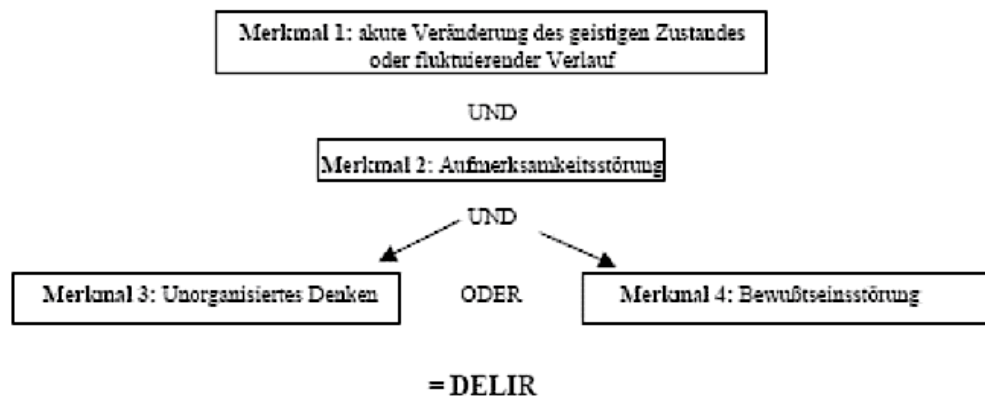 Merkmal 1: akute Veränderung des geistigen Zustandes
oder fluktuierender Verlauf
UND
Merkmal 2: Aufmerksamkeitsstörung
UND
Merkmal 3: Unorganisiertes Denken
ODER
Merkmal 4: Bewußtseinsstörung
= DELIR